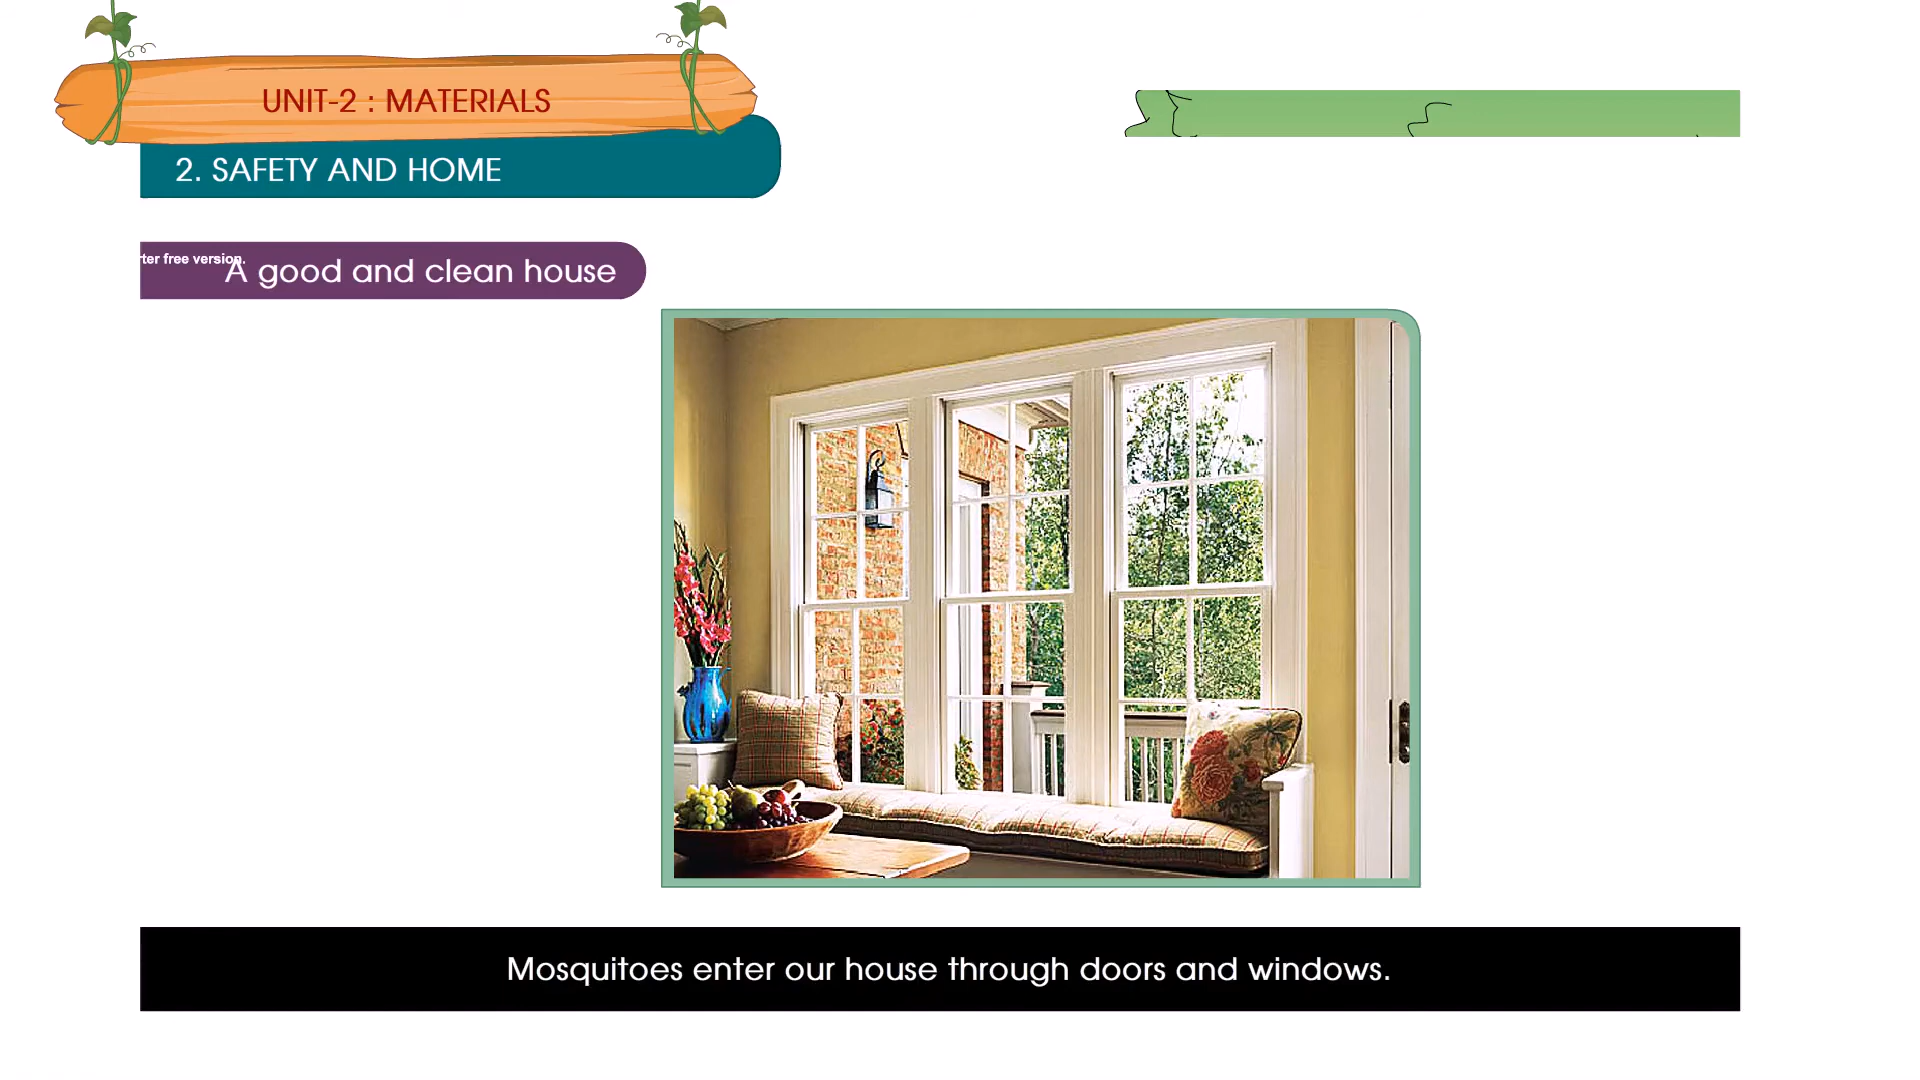 UNIT-2 : MATERIALS
2. SAFETY AND HOME
free version.
A good and clean house
Mosquitoes enter our house through doors and windows.